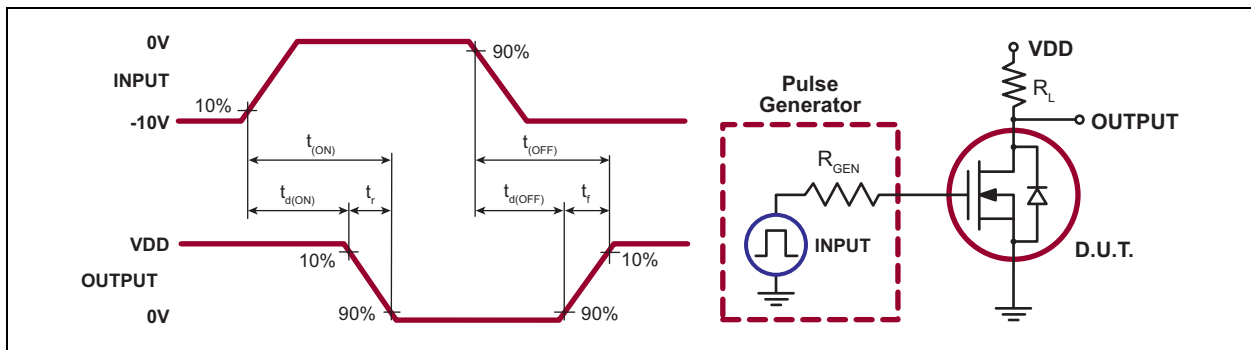 0V
INPUT
-10V
10%
90%
t(ON)
t(OFF)
td(ON)
tr
td(OFF)
tf
VDD
OUTPUT
0V
10%
90%
90%
10%
Pulse
Generator
RGEN
INPUT
VDD
RL
OUTPUT
D.U.T.